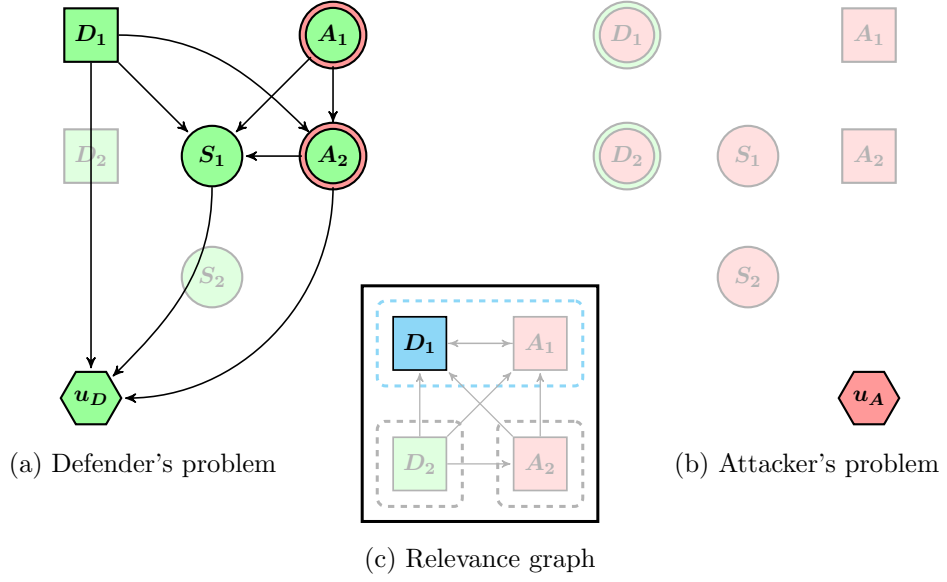 D1 A1 D1 A1
D2 S1 A2 D2 S1 A2
S2 S2
D1 A1
uD uA
(a) Defender's problem (b) Attacker's problem
D2 A2
(c) Relevance graph